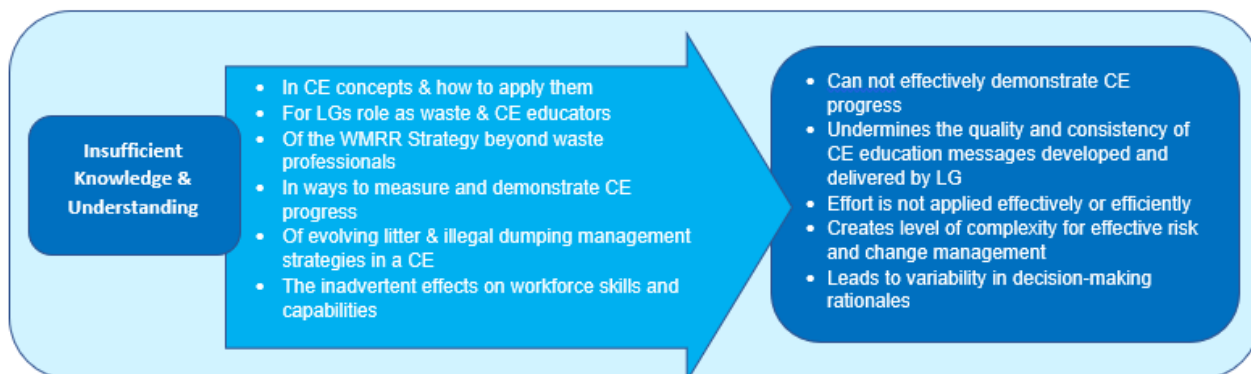 Insufficient
Knowledge &
Understanding
• In CE concepts & how to apply them
• For LGs role as waste & CE educators
• Of the WMRR Strategy beyond waste
professionals
• In ways to measure and demonstrate CE
progress
• Of evolving litter & illegal dumping management
strategies in a CE
• The inadvertent effects on workforce skills and
capabilities
• Can not effectively demonstrate CE
progress
• Undermines the quality and consistency of
CE education messages developed and
delivered by LG
• Effort is not applied effectively or efficiently
• Creates level of complexity for effective risk
and change management
• Leads to variability in decision-making
rationales